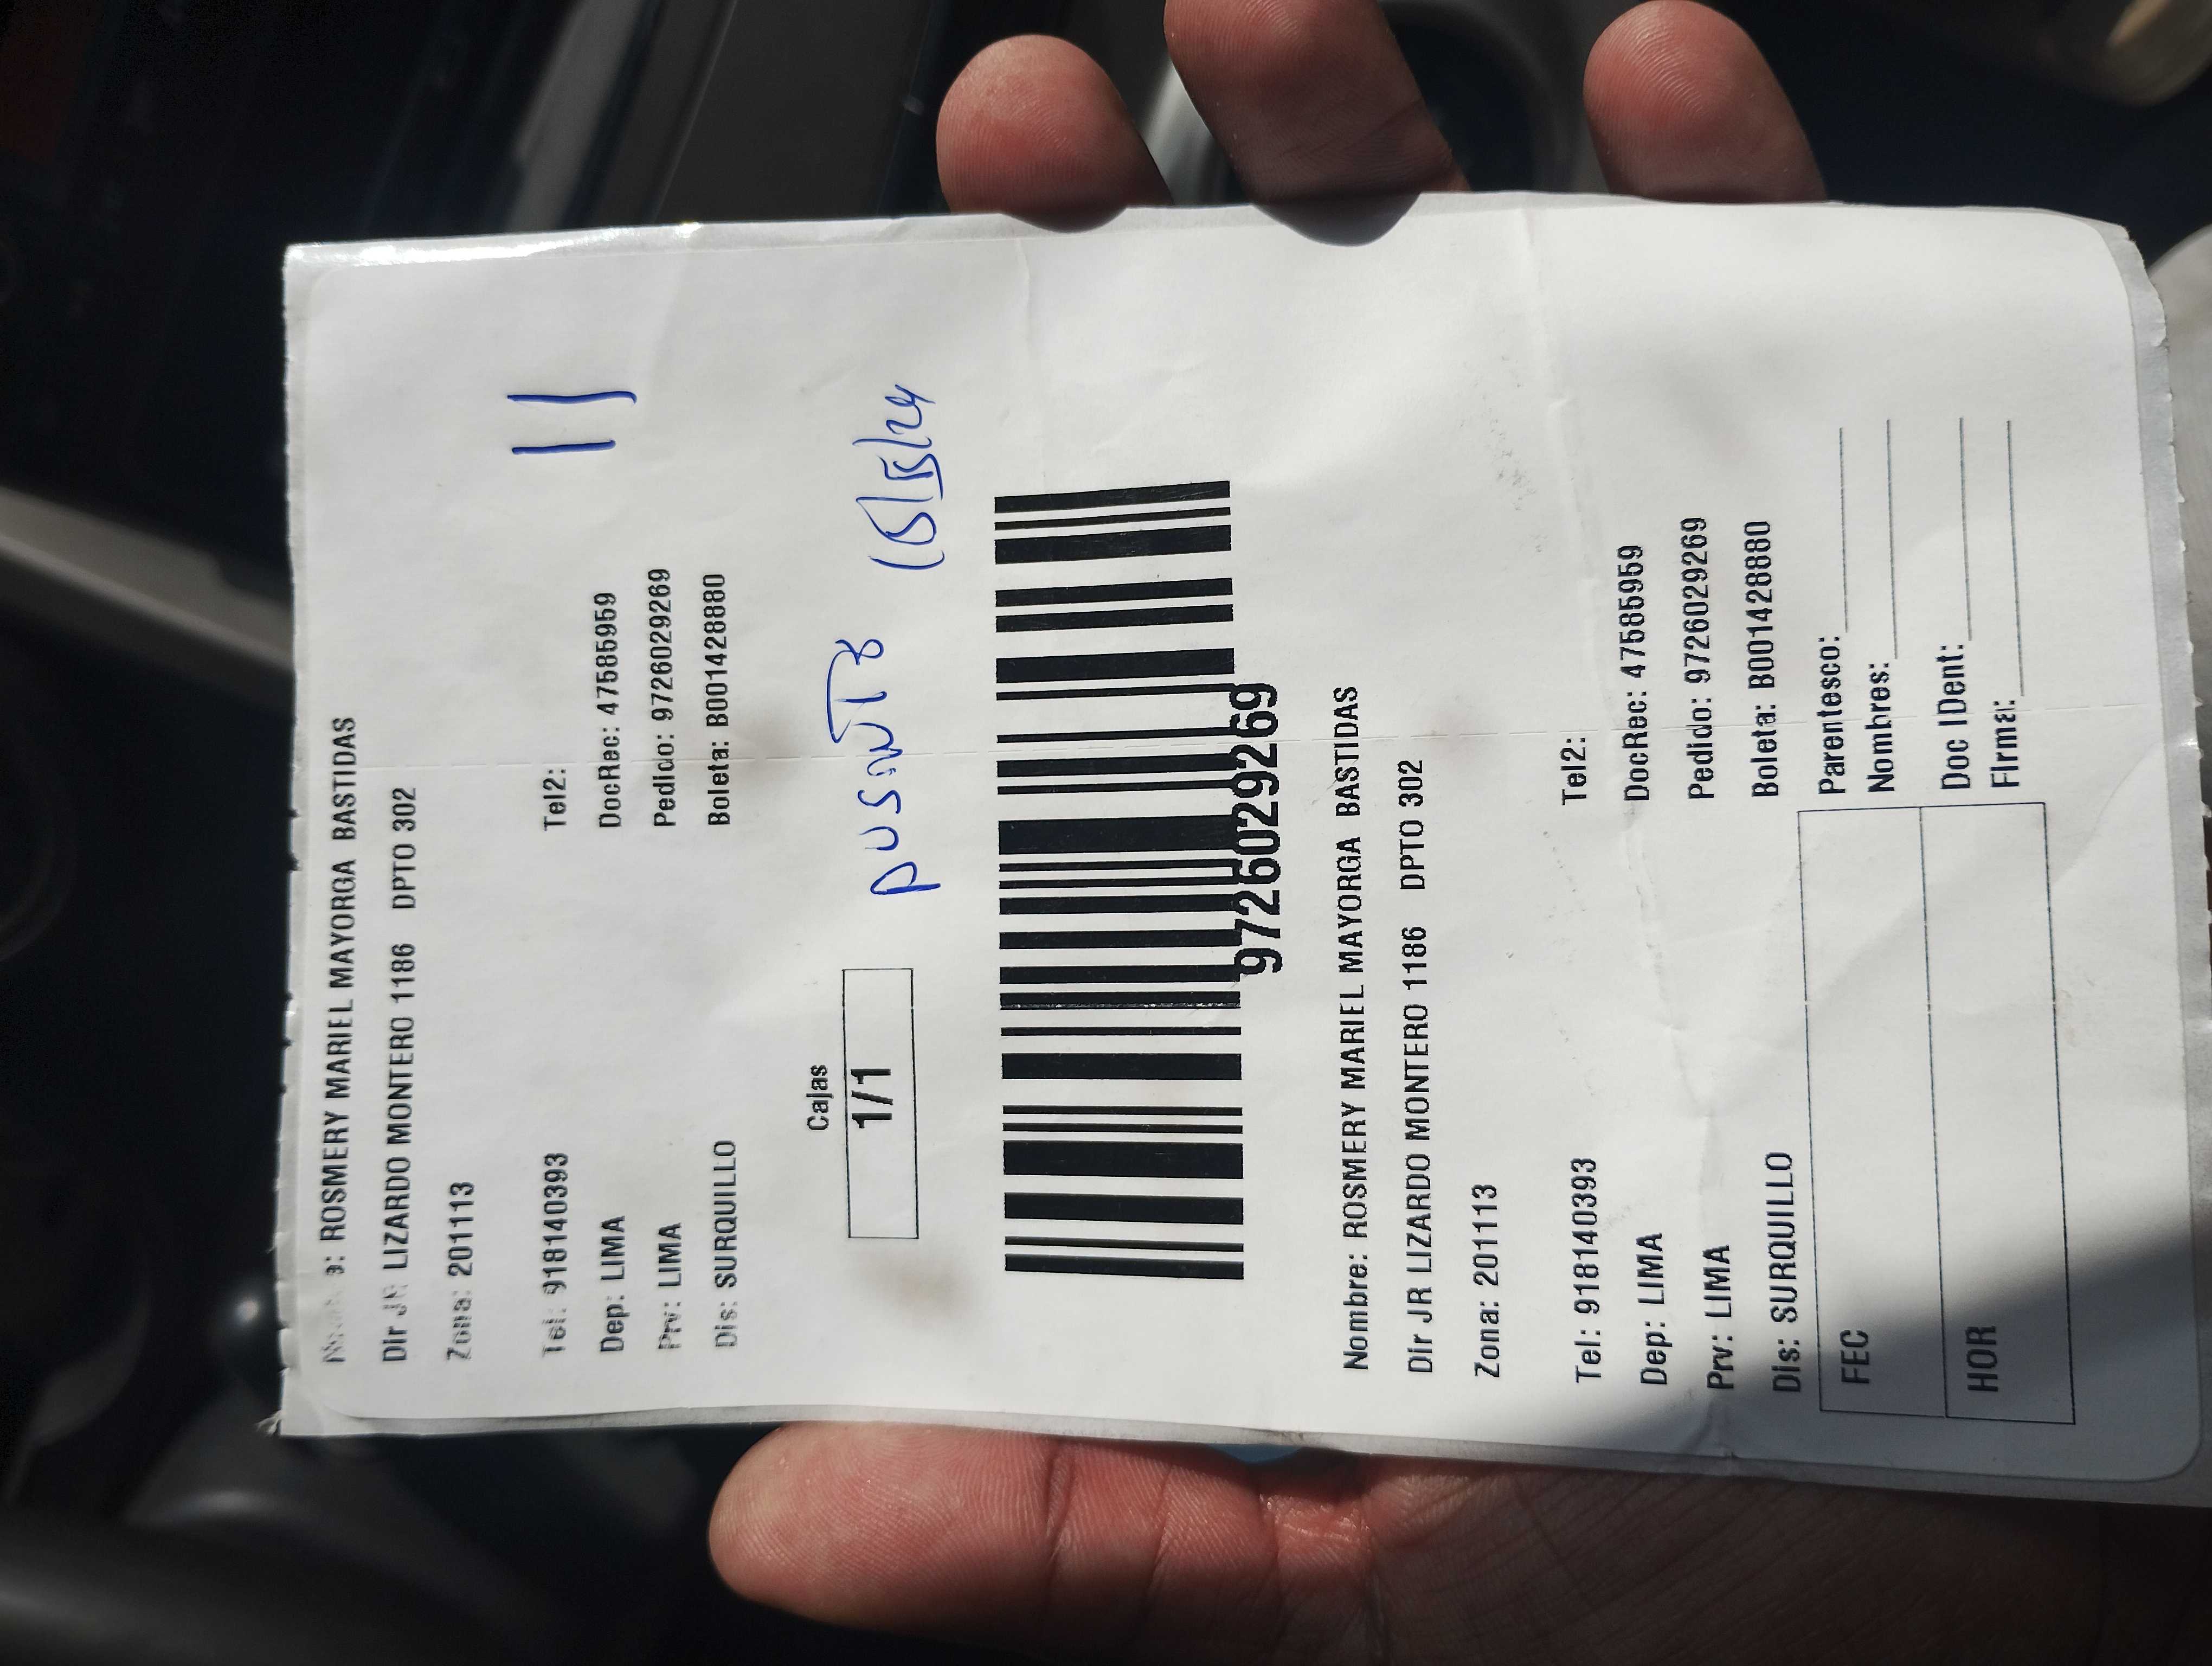 ROSMERY MARIEL MAYORGA BASTIDAS
Dir JR LIZARDO MONTERO 1186 DPTO 302
Zona: 201113
11
Tel: 918140393 Tel2:
Dep: LIMA DocRec: 47585959
Prv: LIMA Pedido: 9726029269
Dis: SURQUILLO Boleta: B001428880
Cajas
1/1
15/5/24
9726029269
Nombre: ROSMERY MARIEL MAYORGA BASTIDAS
Dir JR LIZARDO MONTERO 1186 DPTO 302
Zona: 201113
Tel: 918140393 Tel2:
Dep: LIMA DocRec: 47585959
Prv: LIMA Pedido: 9726029269
Dis: SURQUILLO Boleta: B001428880
FEC Parentesco:
Nombres:
HOR Doc IDent:
Firma: